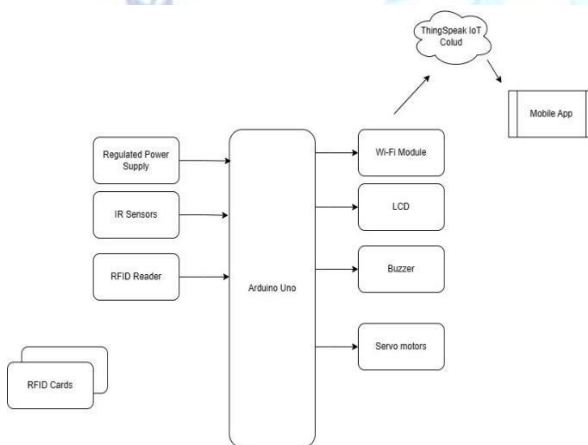 ThingSpeak IoT
Colud
Mobile App
Regulated Power
Supply
Wi-Fi Module
IR Sensors
LCD
RFID Reader
Buzzer
Arduino Uno
Servo motors
RFID Cards